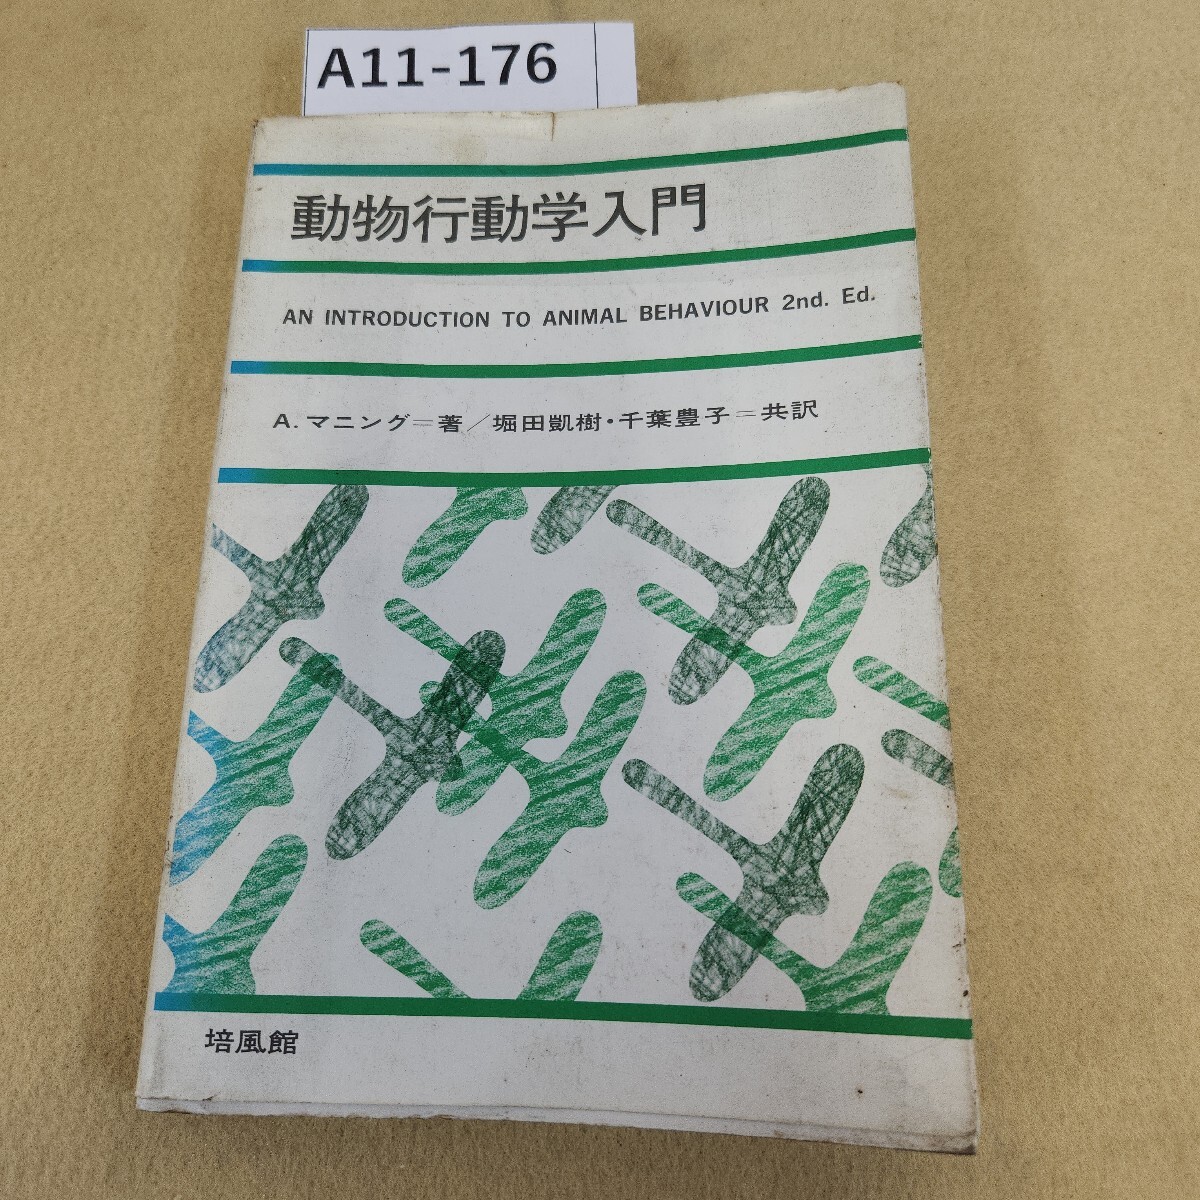 A11-176
動物行動学入門
AN INTRODUCTION TO ANIMAL BEHAVIOUR 2nd. Ed.
A.マニング=著/堀田凱樹・千葉豊子=共訳
培風館